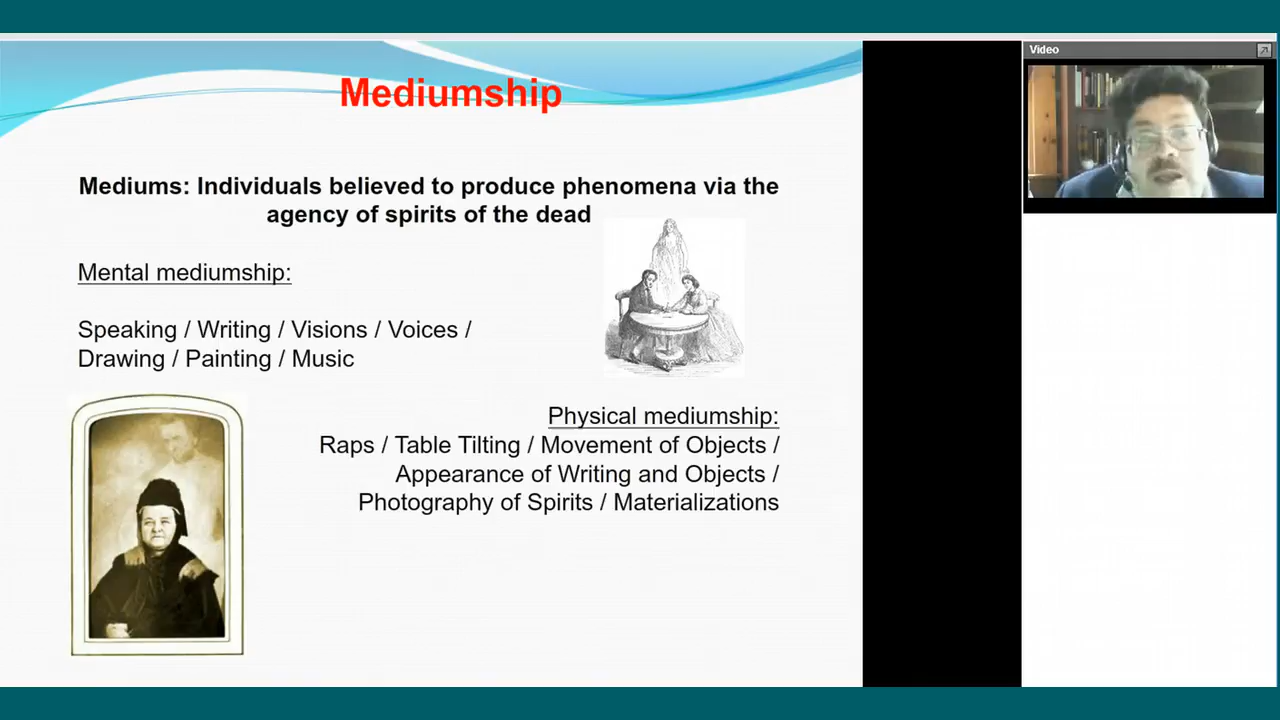 Mediumship
Video
Mediums: Individuals believed to produce phenomena via the
agency of spirits of the dead
Mental mediumship:
Speaking / Writing / Visions / Voices /
Drawing / Painting / Music
Physical mediumship:
Raps / Table Tilting / Movement of Objects /
Appearance of Writing and Objects /
Photography of Spirits / Materializations